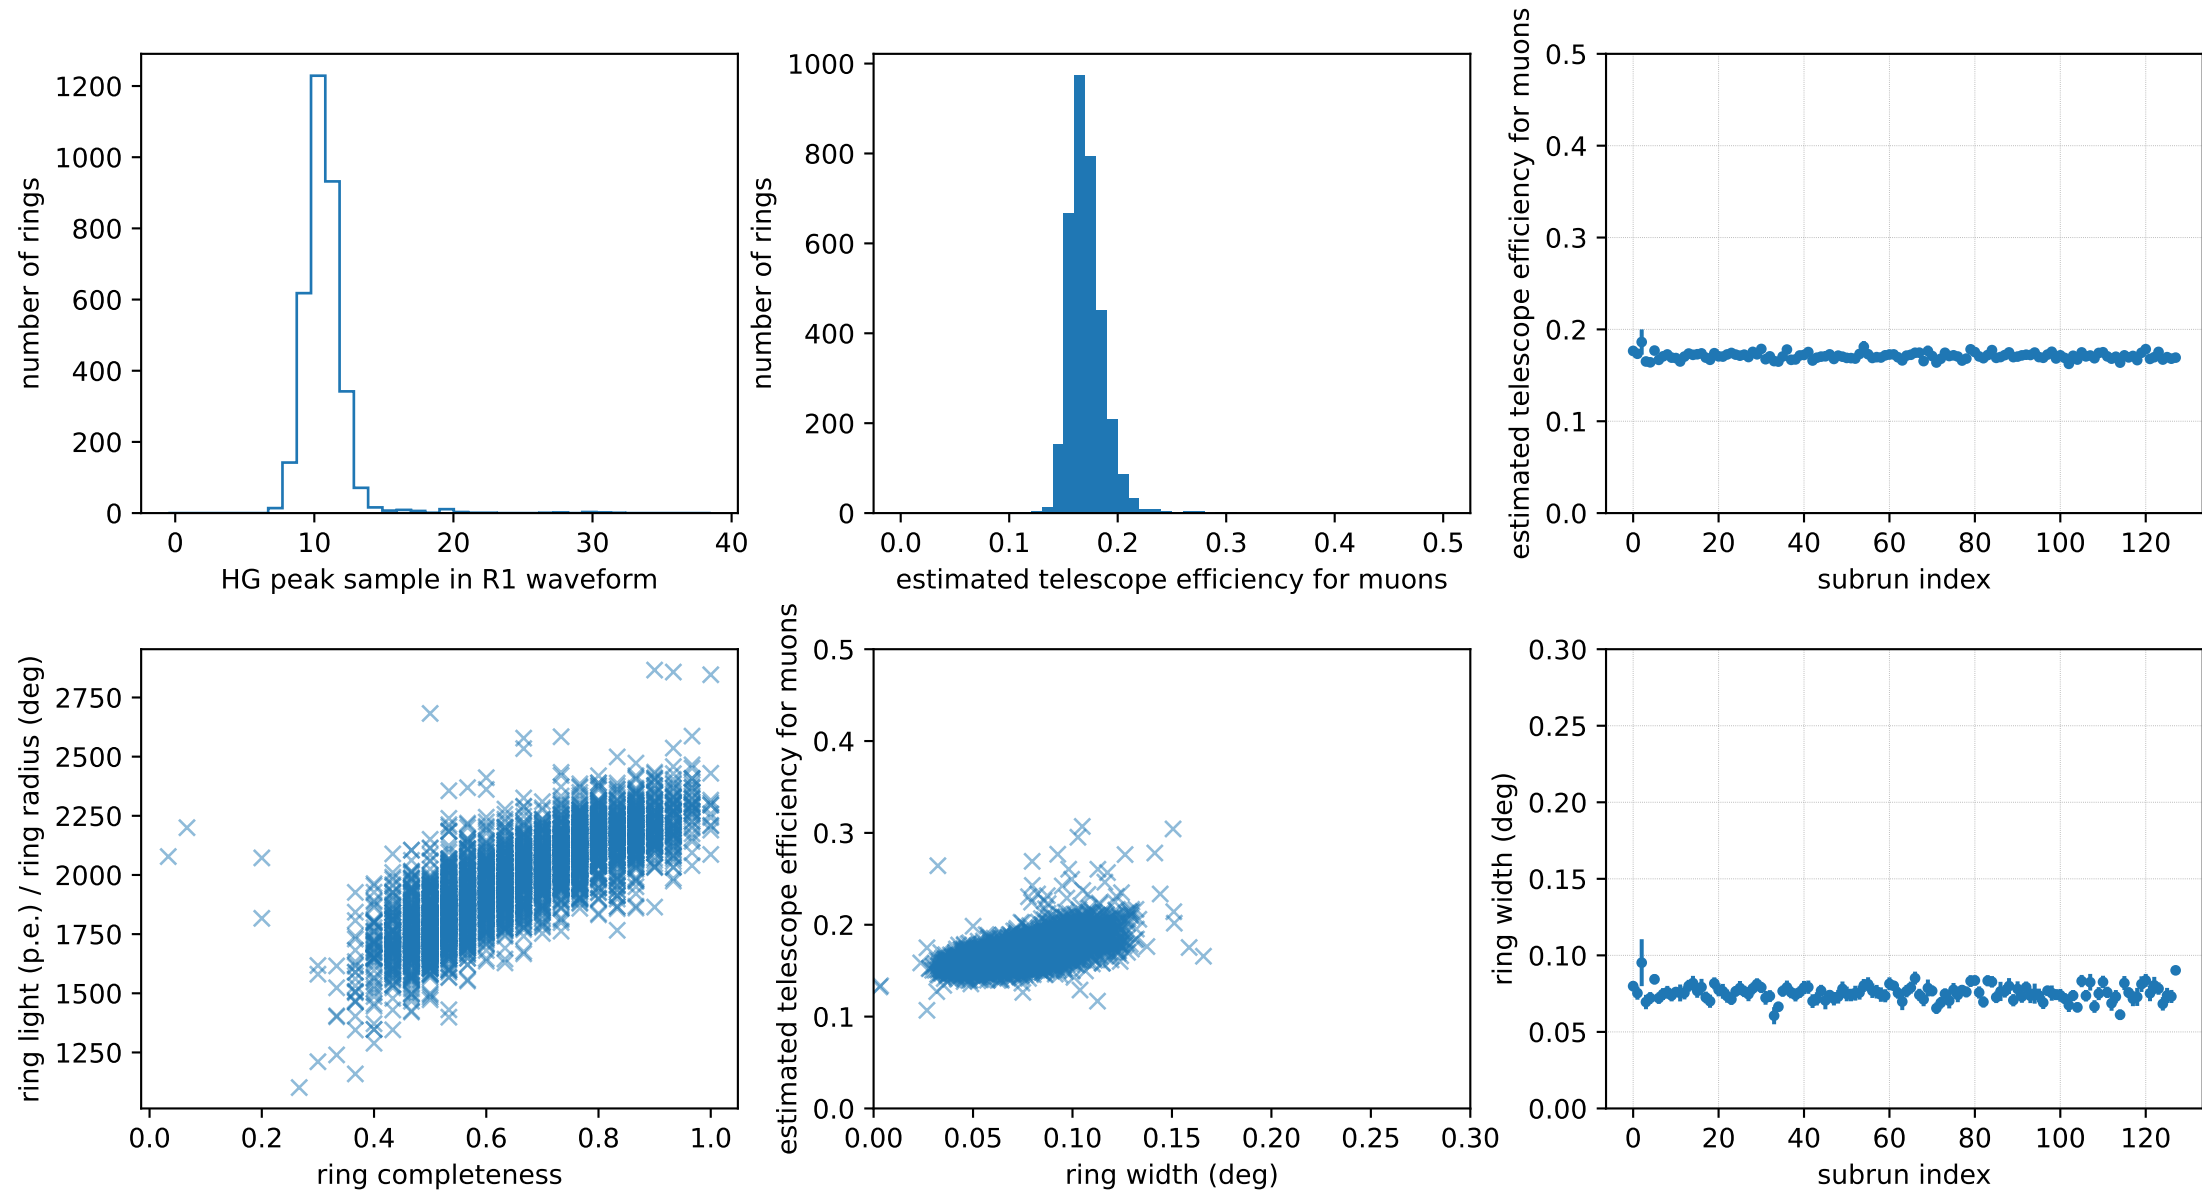 number of rings
1200
1000
800
600
400
200
0
0 10 20 30 40
HG peak sample in R1 waveform
number of rings
1000
800
600
400
200
0
0.0 0.1 0.2 0.3 0.4 0.5
estimated telescope efficiency for muons
estimated telescope efficiency for muons
0.5
0.4
0.3
0.2
0.1
0.0
0 20 40 60 80 100 120
subrun index
ring light (p.e.) / ring radius (deg)
2750
2500
2250
2000
1750
1500
1250
0.0 0.2 0.4 0.6 0.8 1.0
ring completeness
estimated telescope efficiency for muons
0.5
0.4
0.3
0.2
0.1
0.0
0.00 0.05 0.10 0.15 0.20 0.25 0.30
ring width (deg)
ring width (deg)
0.30
0.25
0.20
0.15
0.10
0.05
0.00
0 20 40 60 80 100 120
subrun index